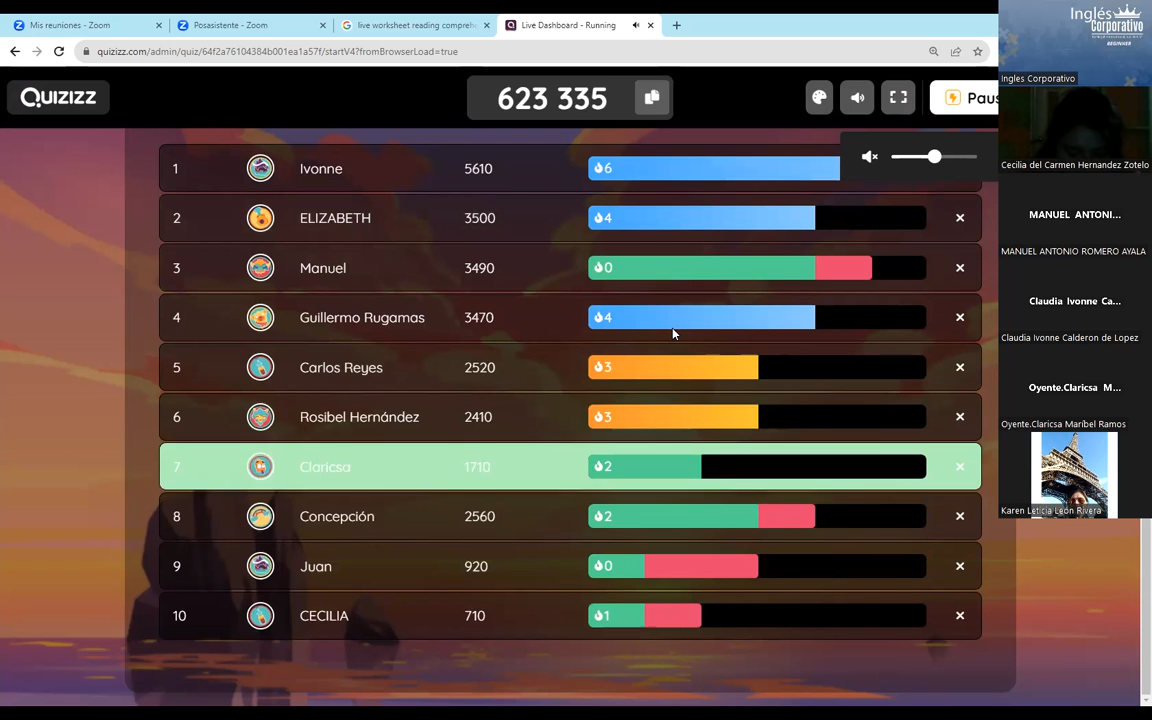 Mis reuniones - Zoom
Posasistente - Zoom
live worksheet reading comprehe
Live Dashboard - Running
quizizz.com/admin/quiz/64f2a76104384b001ea1a57f/startV4?fromBrowserLoad=true
QUIZIZZ
623 335
Paus
1 Ivonne 5610 6
2 ELIZABETH 3500 4
3 Manuel 3490 0
4 Guillermo Rugamas 3470 4
5 Carlos Reyes 2520 3
6 Rosibel Hernández 2410 3
7 Claricsa 1710 2
8 Concepción 2560 2
9 Juan 920 0
10 CECILIA 710 1
Inglés
Corporativo
BEGINNER
Ingles Corporativo
Cecilia del Carmen Hernandez Zotelo
MANUEL ANTONI...
MANUEL ANTONIO ROMERO AYALA
Claudia Ivonne Ca...
Claudia Ivonne Calderon de Lopez
Oyente.Claricsa M...
Oyente.Claricsa Maríbel Ramos
Karen Leticia León Rivera